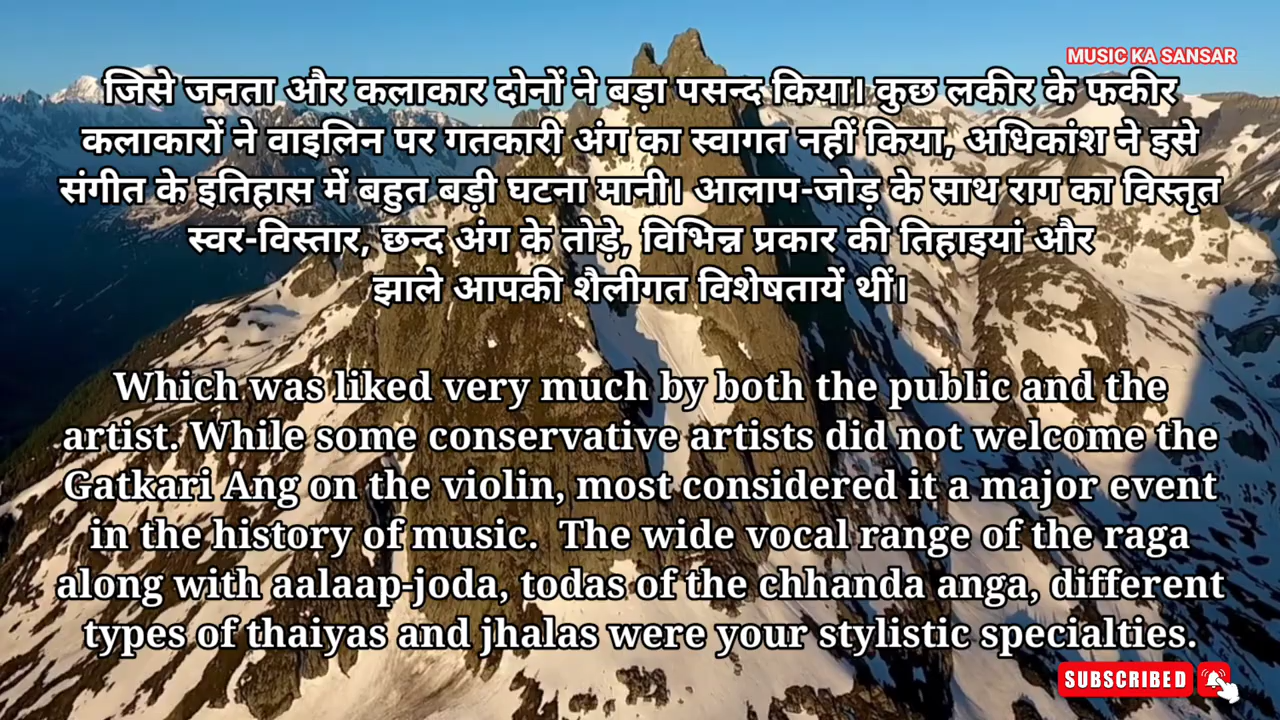 MUSIC KA SANSAR
जिसे जनता और कलाकार दोनों ने बड़ा पसन्द किया। कुछ लकीर के फकीर
कलाकारों ने वाइलिन पर गतकारी अंग का स्वागत नहीं किया, अधिकांश ने इसे
संगीत के इतिहास में बहुत बड़ी घटना मानी। आलाप-जोड़ के साथ राग का विस्तृत
स्वर-विस्तार, छन्द अंग के तोड़े, विभिन्न प्रकार की तिहाइयां और
झाले आपकी शैलीगत विशेषतायें थीं।
Which was liked very much by both the public and the
artist. While some conservative artists did not welcome the
Gatkari Ang on the violin, most considered it a major event
in the history of music.  The wide vocal range of the raga
along with aalaap-joda, todas of the chhanda anga, different
types of thaiyas and jhalas were your stylistic specialties.
SUBSCRIBED